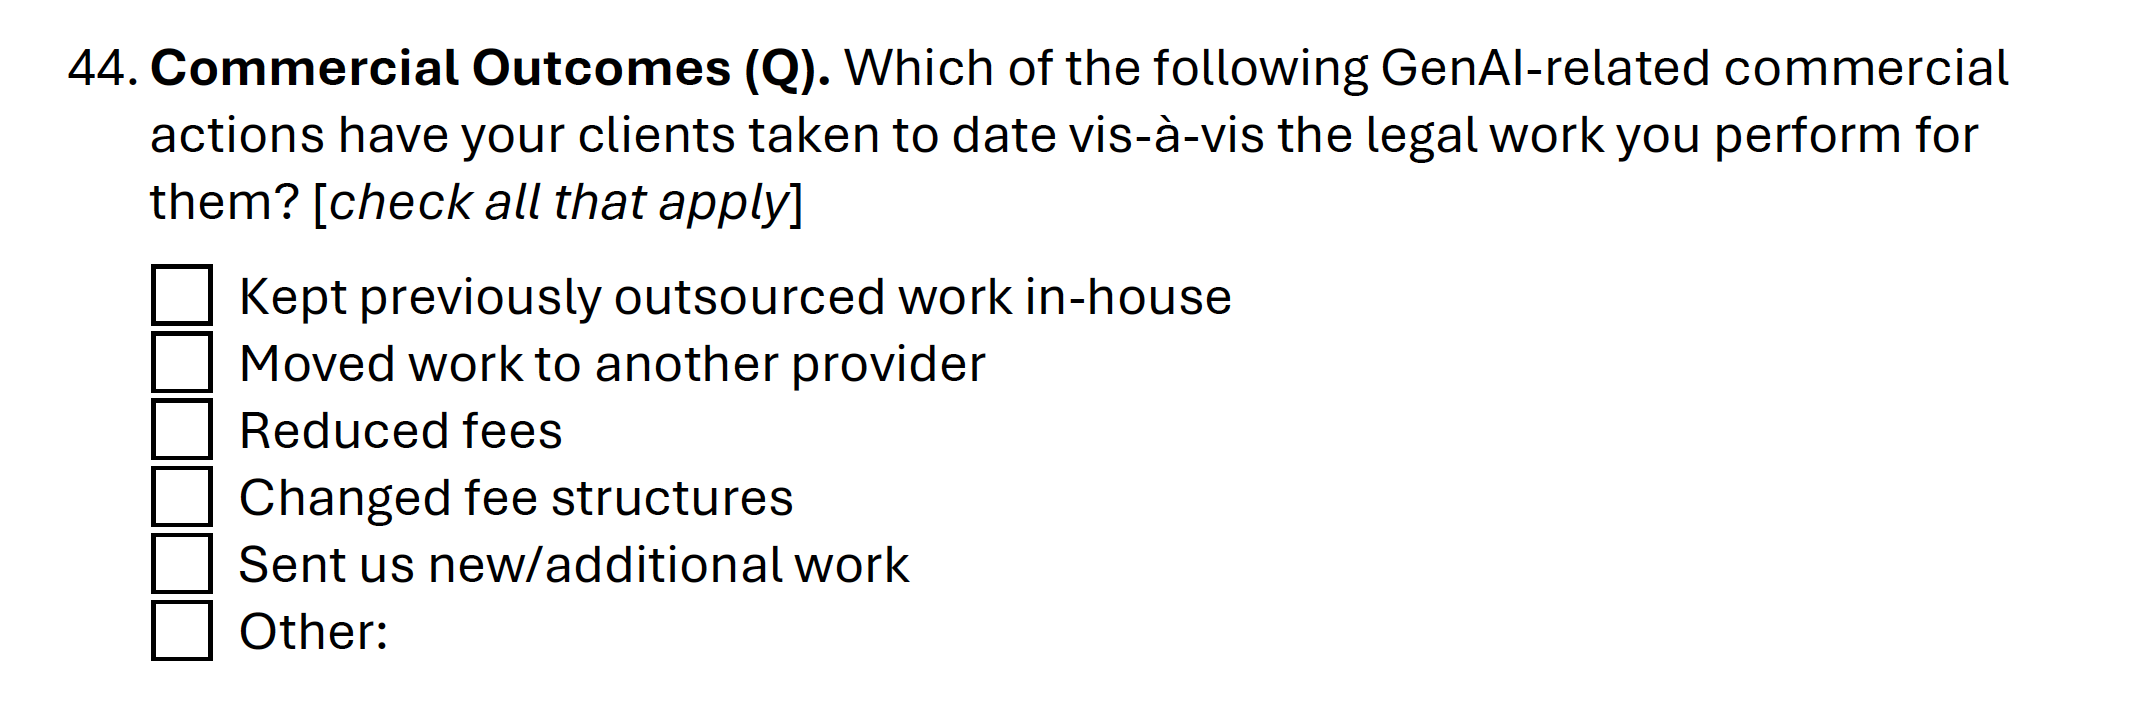 44. Commercial Outcomes (Q). Which of the following GenAI-related commercial
actions have your clients taken to date vis-à-vis the legal work you perform for
them? [check all that apply]
Kept previously outsourced work in-house
Moved work to another provider
Reduced fees
Changed fee structures
Sent us new/additional work
Other: